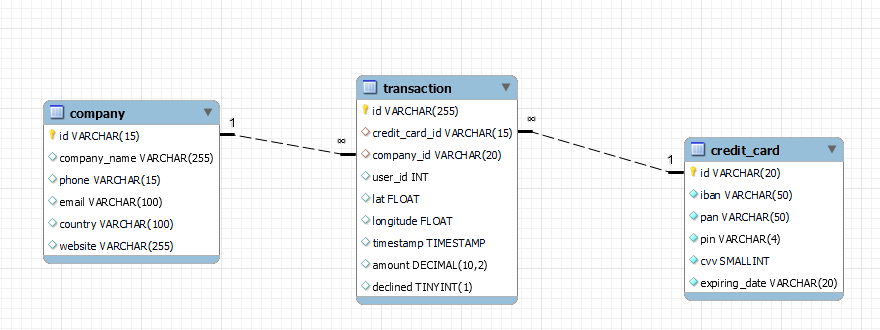 company
id VARCHAR(15)
company_name VARCHAR(255)
phone VARCHAR(15)
email VARCHAR(100)
country VARCHAR(100)
website VARCHAR(255)
1
∞
transaction
id VARCHAR(255)
credit_card_id VARCHAR(15)
company_id VARCHAR(20)
user_id INT
lat FLOAT
longitude FLOAT
timestamp TIMESTAMP
amount DECIMAL(10,2)
declined TINYINT(1)
∞
1
credit_card
id VARCHAR(20)
iban VARCHAR(50)
pan VARCHAR(50)
pin VARCHAR(4)
cvv SMALLINT
expiring_date VARCHAR(20)